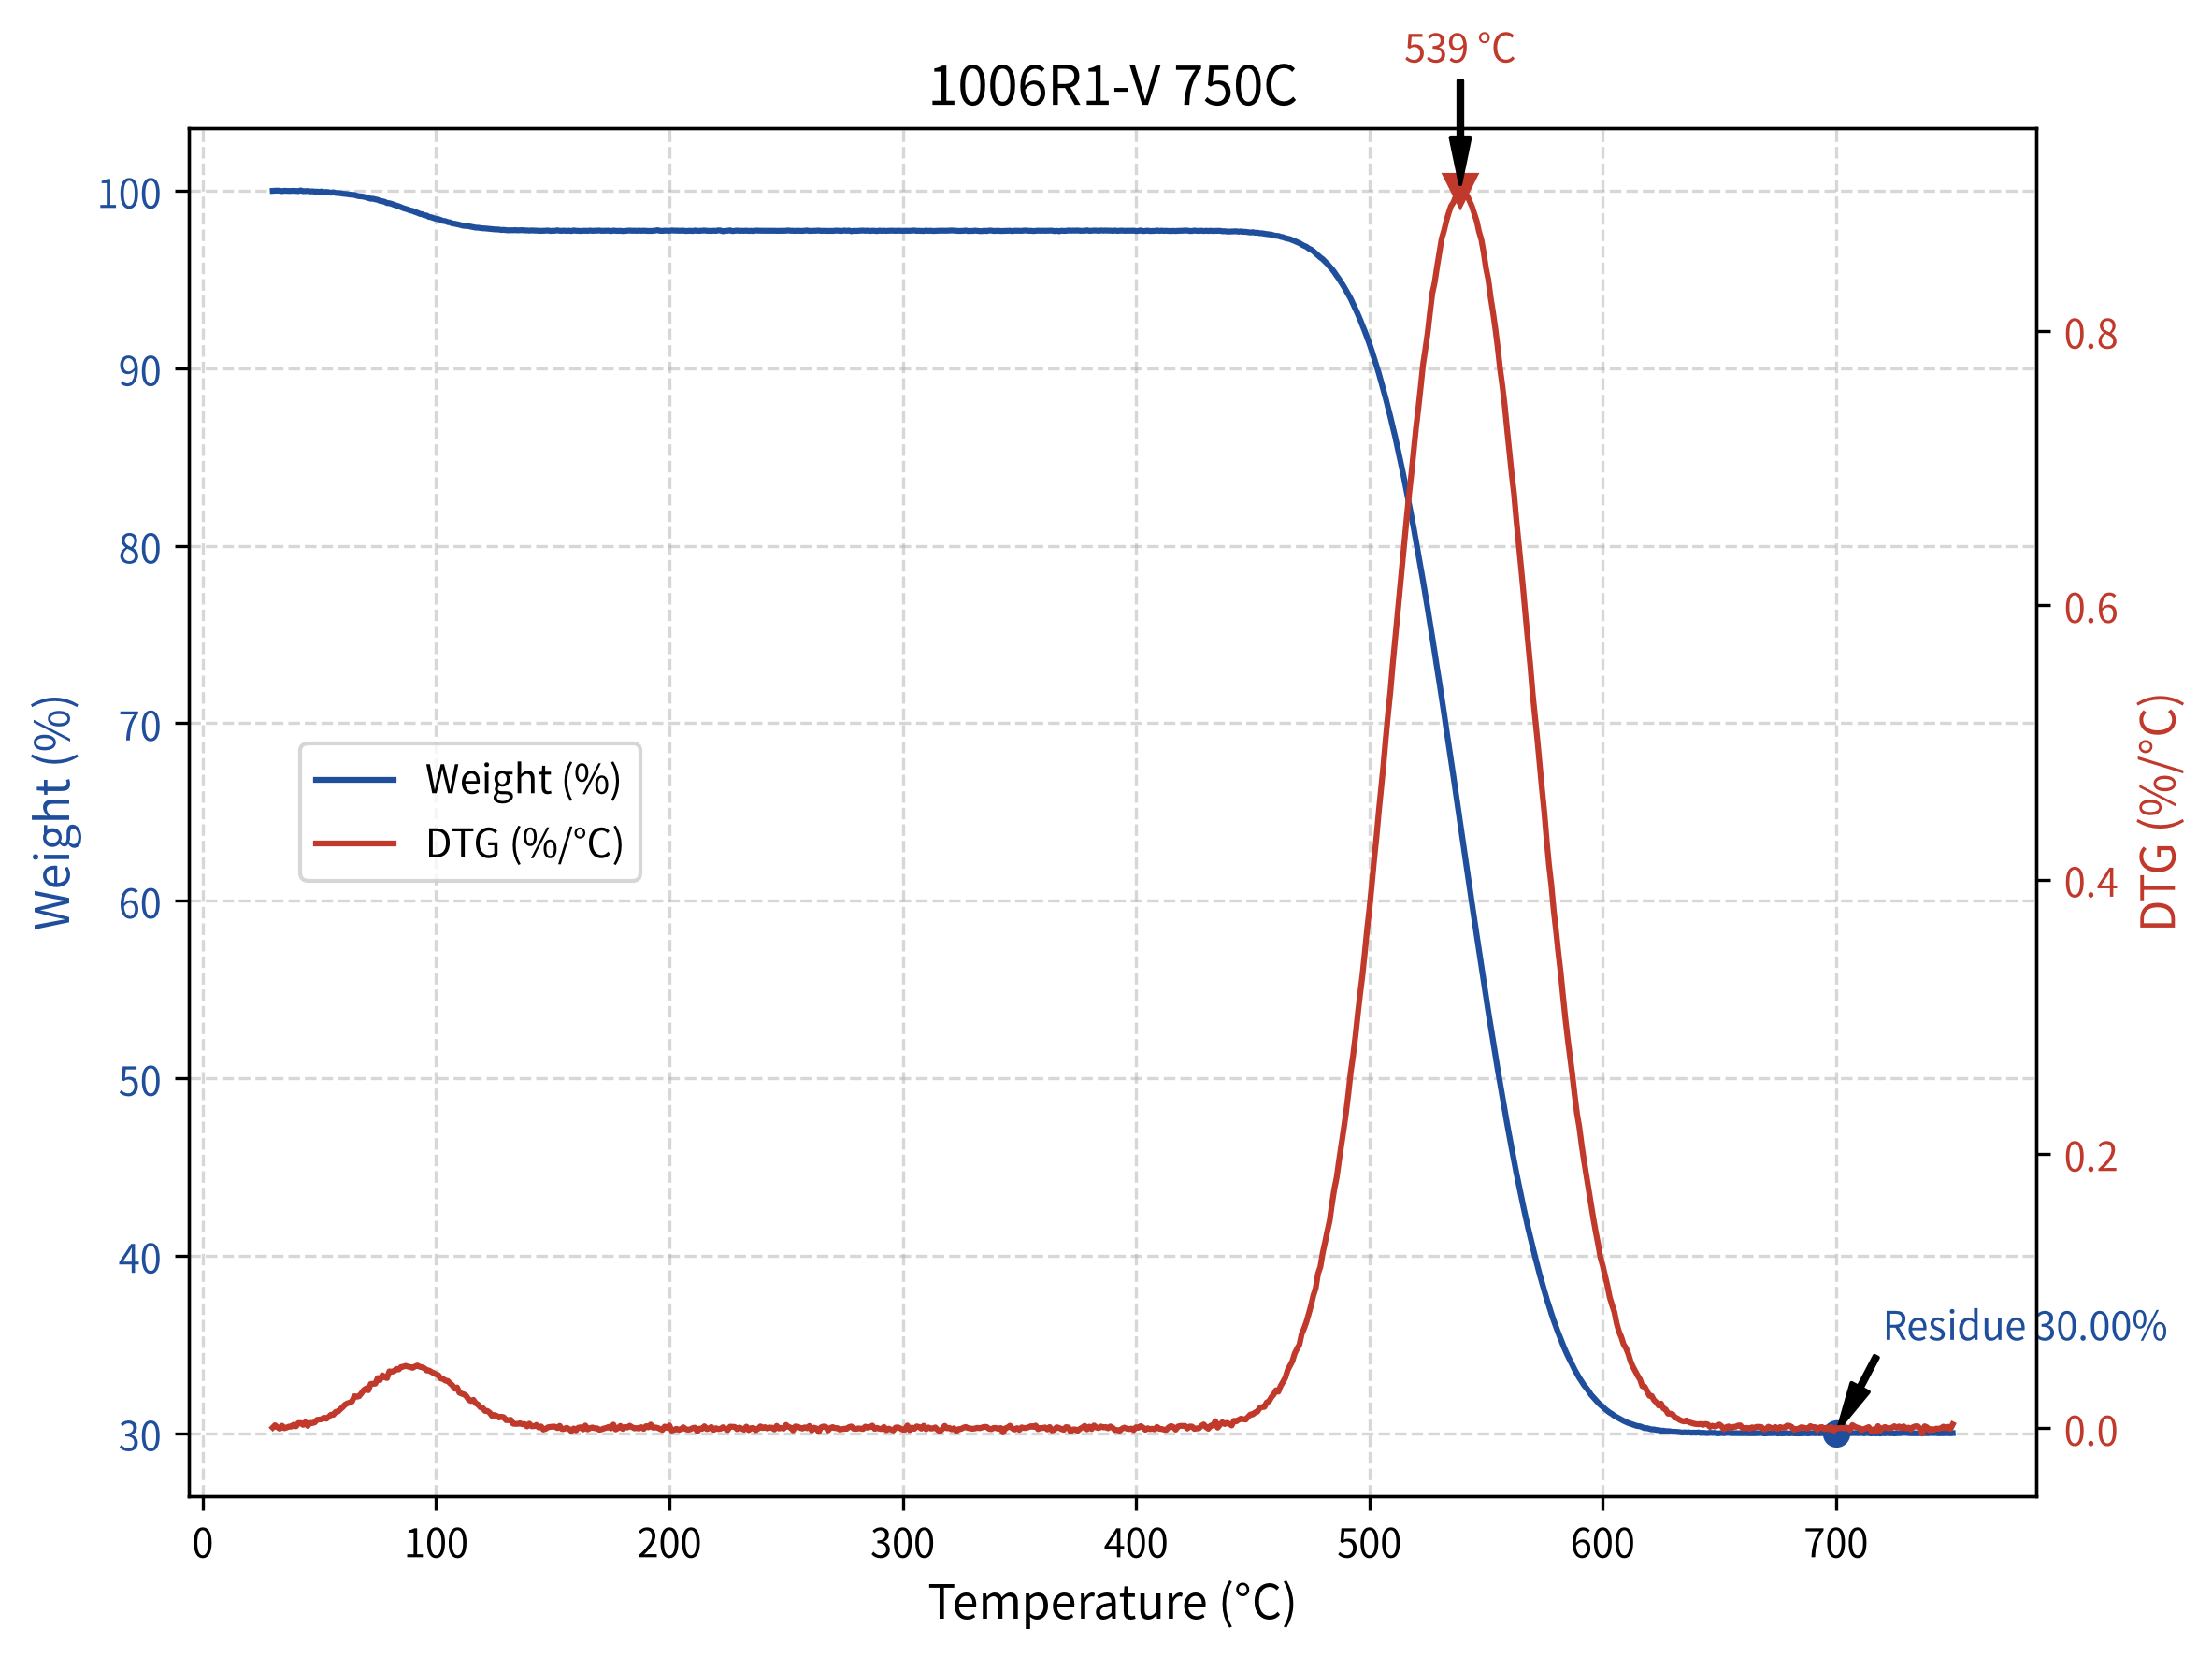 539 °C
1006R1-V 750C
100
90
80
70
60
50
40
30
Weight (%)
Weight (%)
DTG (%/°C)
0.8
0.6
0.4
0.2
0.0
DTG (%/°C)
Residue 30.00%
0 100 200 300 400 500 600 700
Temperature (°C)